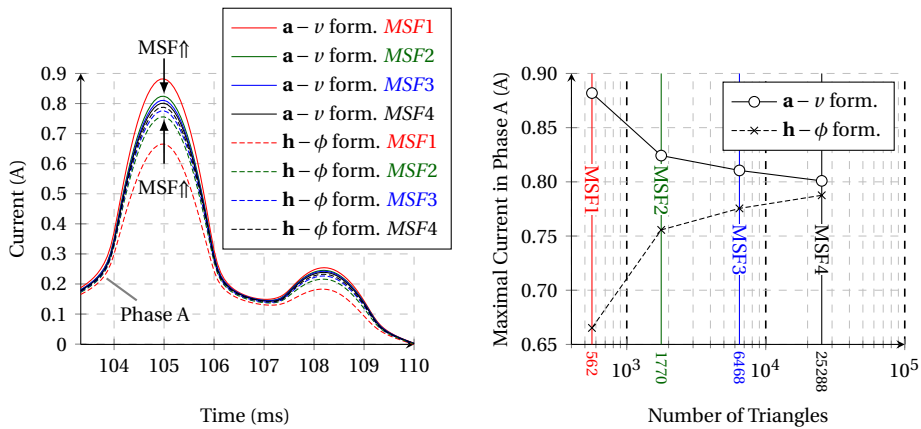 Current (A)
0.9
0.8
0.7
0.6
0.5
0.4
0.3
0.2
0.1
0
MSF⇑
MSF⇑
Phase A
104
105
106
107
108
109
110
Time (ms)
a − v form. MSF1
a − v form. MSF2
a − v form. MSF3
a − v form. MSF4
h − ϕ form. MSF1
h − ϕ form. MSF2
h − ϕ form. MSF3
h − ϕ form. MSF4
Maximal Current in Phase A (A)
0.90
0.85
0.80
0.75
0.70
0.65
a − v form.
h − ϕ form.
MSF1
MSF2
MSF3
MSF4
562
10³
1770
6468
10⁴
25288
10⁵
Number of Triangles